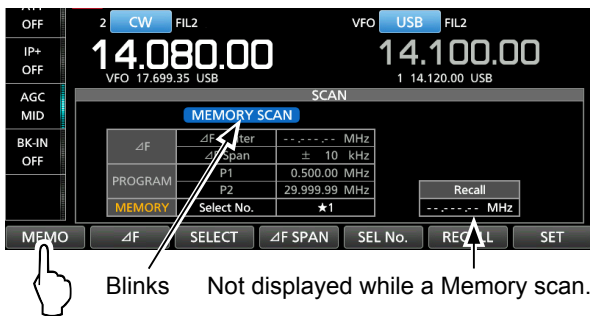 OFF
2 CW FIL2 VFO USB FIL2
IP+
OFF
14.080.00 14.100.00
VFO 17.699.35 USB 1 14.120.00 USB
AGC
MID
SCAN
MEMORY SCAN
BK-IN
OFF
⊿F --.---.-- MHz
⊿F Span ± 10 kHz
PROGRAM P1 0.500.00 MHz
P2 29.999.99 MHz
MEMORY Select No. ★1
Recall
--.---.-- MHz
MEMO ⊿F SELECT ⊿F SPAN SEL No. RECALL SET
Blinks Not displayed while a Memory scan.